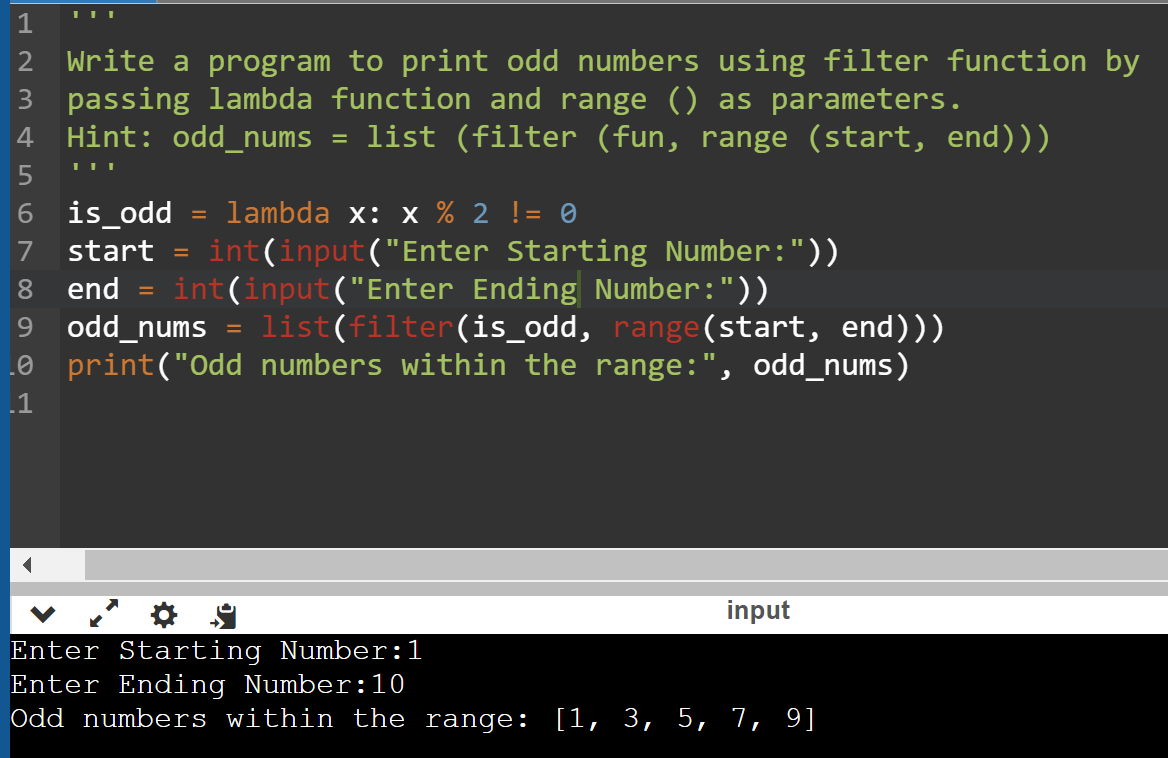 1 '''
2 Write a program to print odd numbers using filter function by
3 passing lambda function and range () as parameters.
4 Hint: odd_nums = list (filter (fun, range (start, end)))
5 '''
6 is_odd = lambda x: x % 2 != 0
7 start = int(input("Enter Starting Number:"))
8 end = int(input("Enter Ending Number:"))
9 odd_nums = list(filter(is_odd, range(start, end)))
10 print("Odd numbers within the range:", odd_nums)
11
input
Enter Starting Number:1
Enter Ending Number:10
Odd numbers within the range: [1, 3, 5, 7, 9]